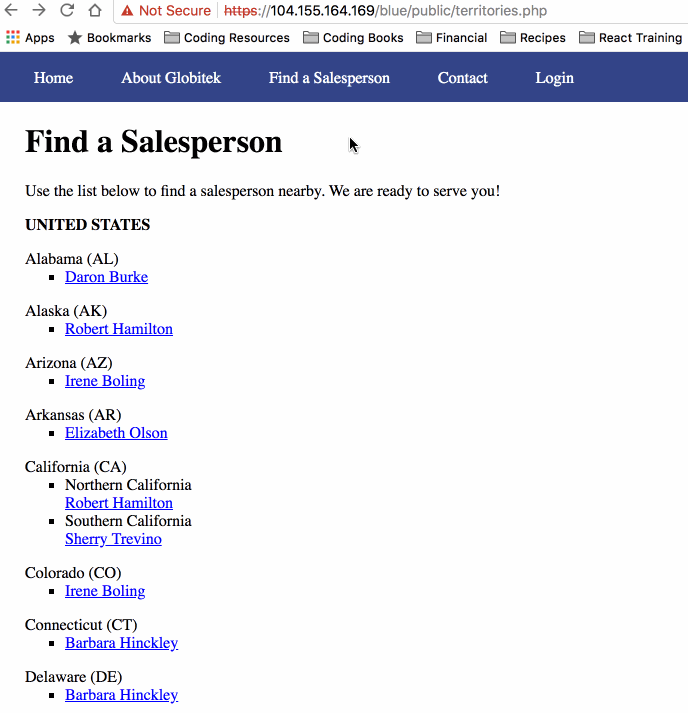 Not Secure https://104.155.164.169/blue/public/territories.php
Apps Bookmarks Coding Resources Coding Books Financial Recipes React Training
Home About Globitek Find a Salesperson Contact Login
Find a Salesperson
Use the list below to find a salesperson nearby. We are ready to serve you!
UNITED STATES
Alabama (AL)
Daron Burke
Alaska (AK)
Robert Hamilton
Arizona (AZ)
Irene Boling
Arkansas (AR)
Elizabeth Olson
California (CA)
Northern California
Robert Hamilton
Southern California
Sherry Trevino
Colorado (CO)
Irene Boling
Connecticut (CT)
Barbara Hinckley
Delaware (DE)
Barbara Hinckley